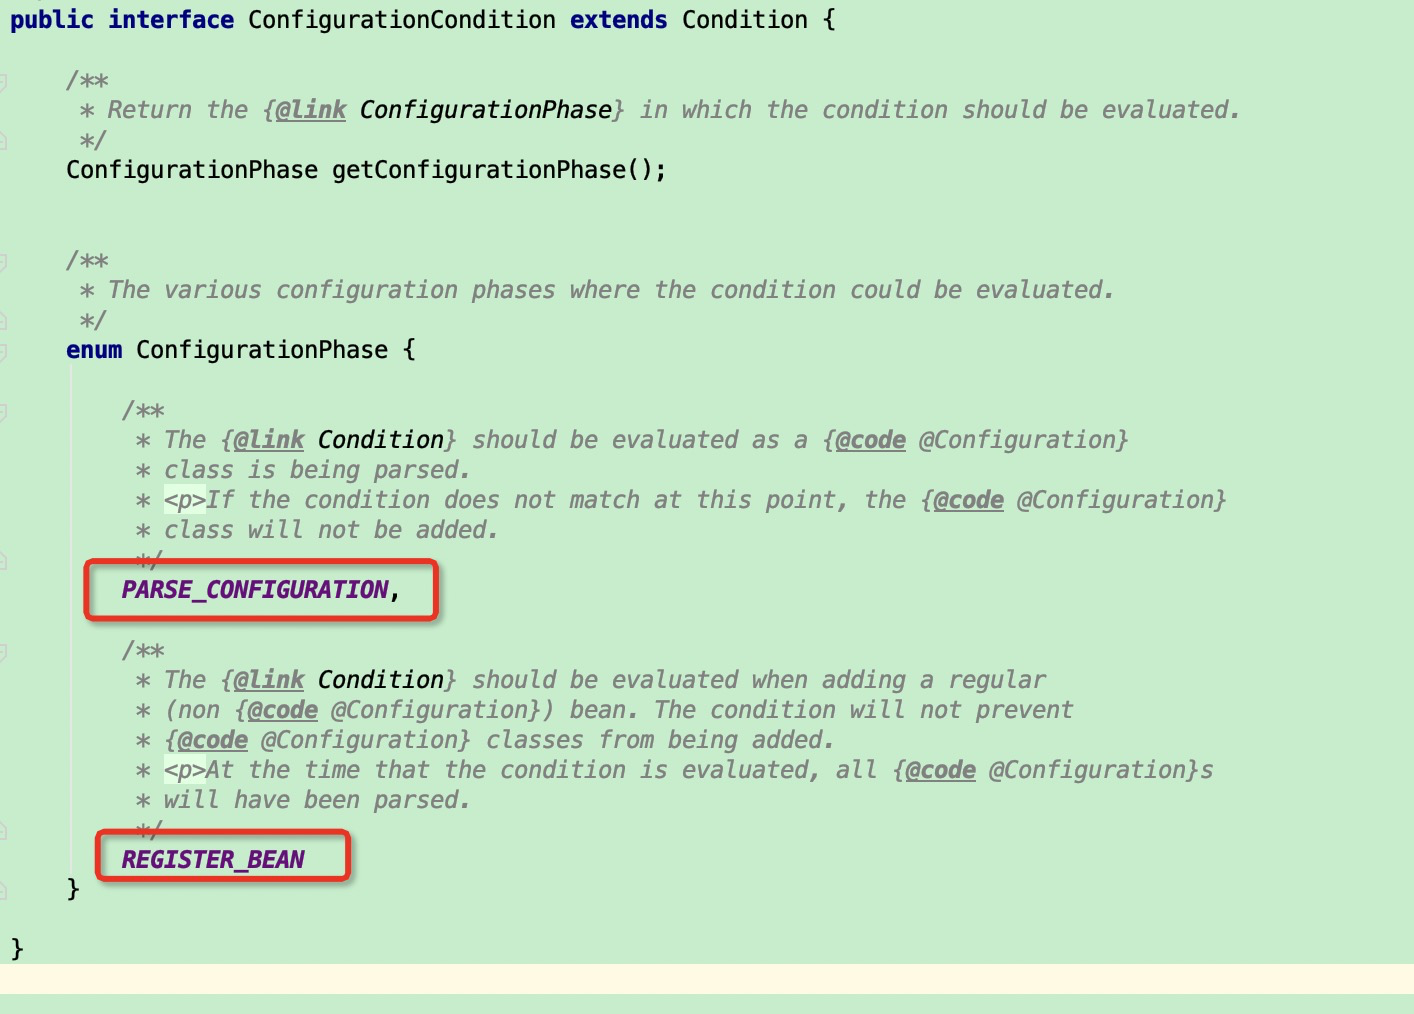 public interface ConfigurationCondition extends Condition {
/**
* Return the {@link ConfigurationPhase} in which the condition should be evaluated.
*/
ConfigurationPhase getConfigurationPhase();
/**
* The various configuration phases where the condition could be evaluated.
*/
enum ConfigurationPhase {
/**
* The {@link Condition} should be evaluated as a {@code @Configuration}
* class is being parsed.
* <p>If the condition does not match at this point, the {@code @Configuration}
* class will not be added.
*/
PARSE_CONFIGURATION,
/**
* The {@link Condition} should be evaluated when adding a regular
* (non {@code @Configuration}) bean. The condition will not prevent
* {@code @Configuration} classes from being added.
* <p>At the time that the condition is evaluated, all {@code @Configuration}s
* will have been parsed.
*/
REGISTER_BEAN
}
}